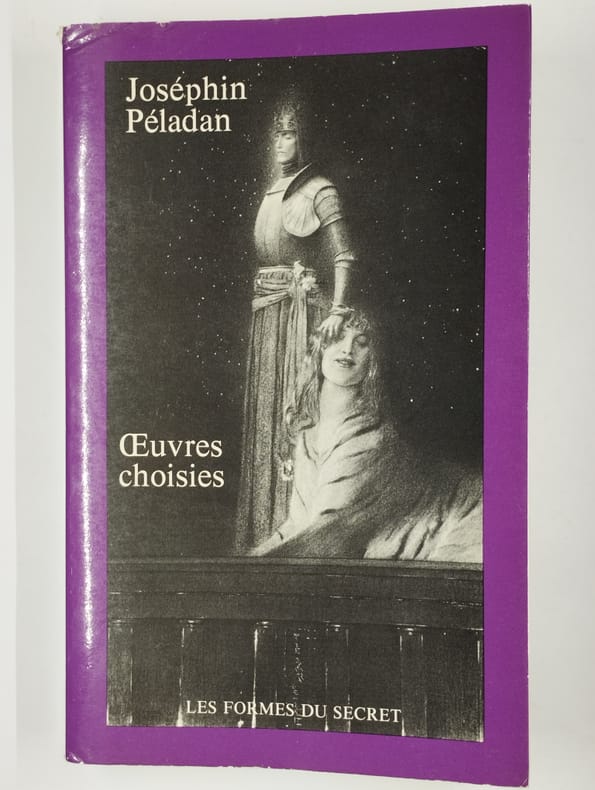 Joséphin
Péladan
Œuvres
choisies
LES FORMES DU SECRET